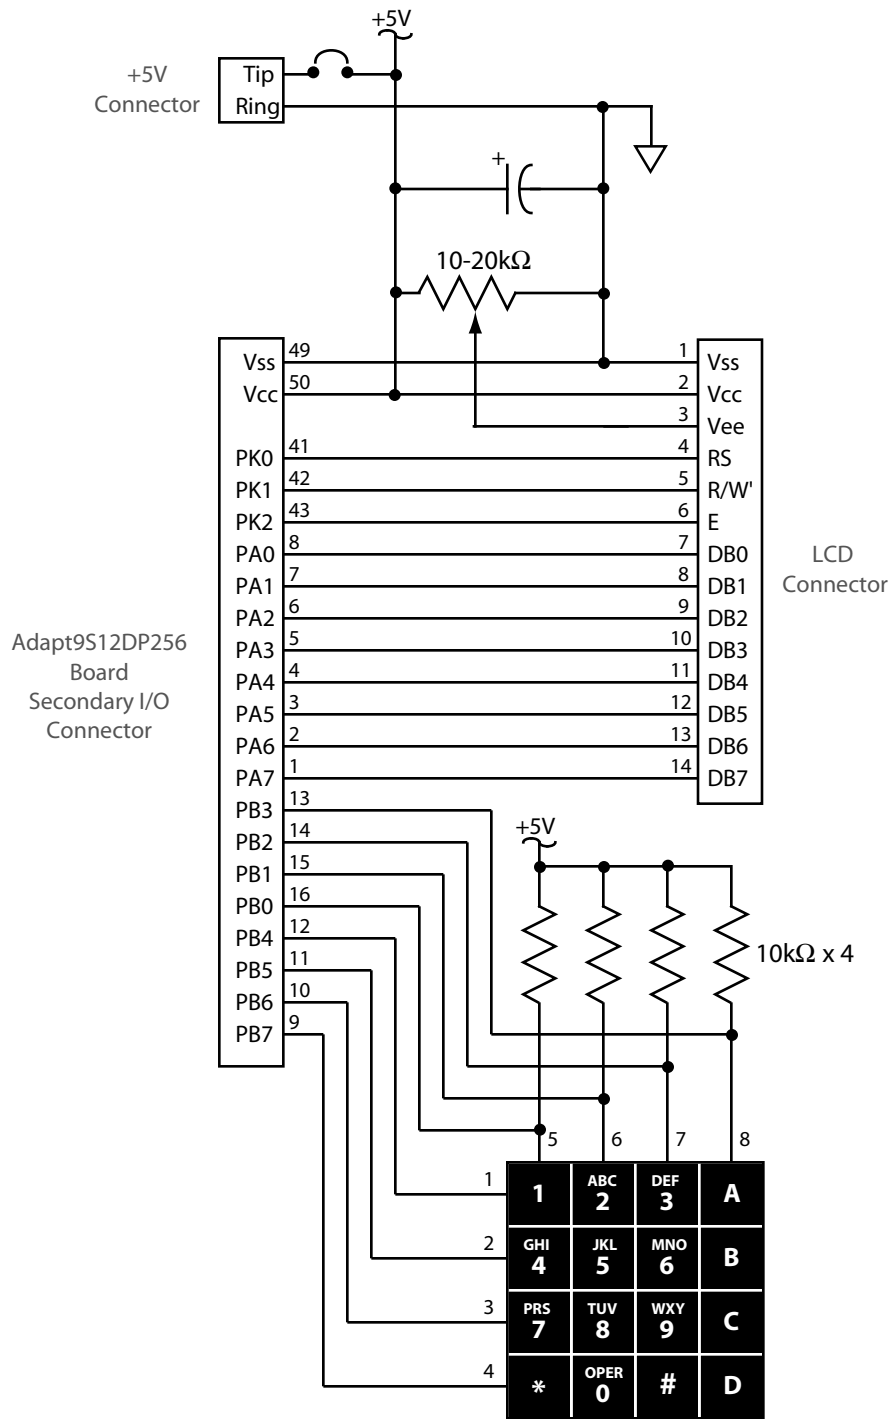 +5V
+5V
Connector
Tip
Ring
+
10-20kΩ
Adapt9S12DP256
Board
Secondary I/O
Connector
Vss 49
Vcc 50
PK0 41
PK1 42
PK2 43
PA0 8
PA1 7
PA2 6
PA3 5
PA4 4
PA5 3
PA6 2
PA7 1
PB3 13
PB2 14
PB1 15
PB0 16
PB4 12
PB5 11
PB6 10
PB7 9
1 Vss
2 Vcc
3 Vee
4 RS
5 R/W'
6 E
7 DB0
8 DB1
9 DB2
10 DB3
11 DB4
12 DB5
13 DB6
14 DB7
LCD
Connector
+5V
10kΩ x 4
5 6 7 8
1
2
3
4
ABC DEF
1 2 3 A
GHI JKL MNO
4 5 6 B
PRS TUV WXY
7 8 9 C
OPER
* 0 # D